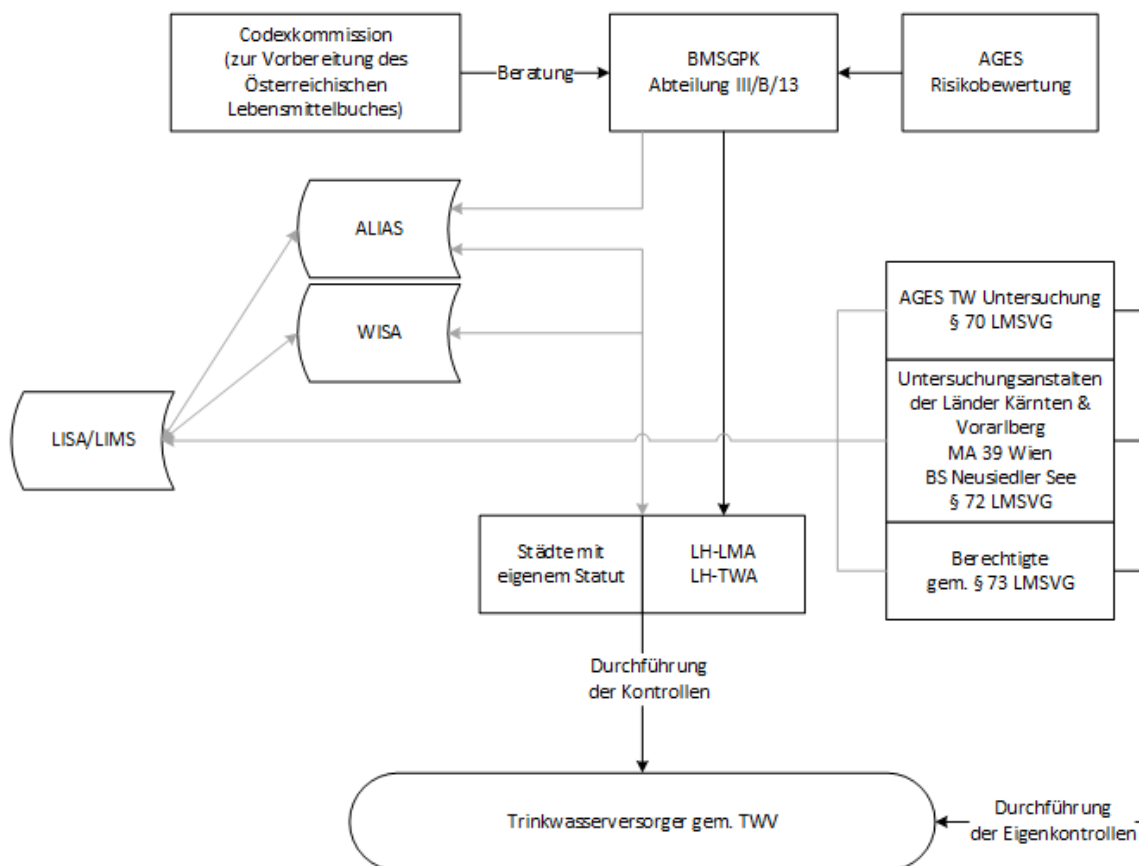 Codexkommission
(zur Vorbereitung des
Österreichischen
Lebensmittelbuches)
Beratung
BMSGPK
Abteilung III/B/13
AGES
Risikobewertung
ALIAS
WISA
LISA/LIMS
AGES TW Untersuchung
§ 70 LMSVG
Untersuchungsanstalten
der Länder Kärnten &
Vorarlberg
MA 39 Wien
BS Neusiedler See
§ 72 LMSVG
Berechtigte
gem. § 73 LMSVG
Städte mit
eigenem Statut
LH-LMA
LH-TWA
Durchführung
der Kontrollen
Trinkwasserversorger gem. TWV
Durchführung
der Eigenkontrollen